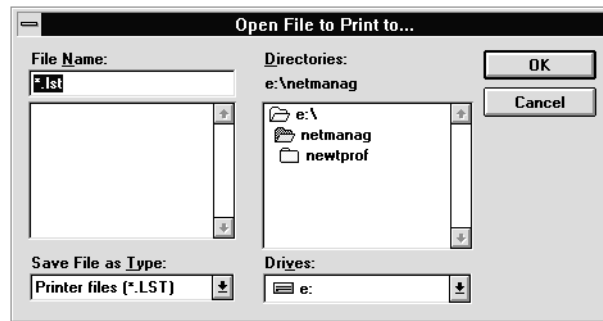 Open File to Print to...
File Name:
*.lst
Directories:
e:\netmanag
e:\
netmanag
newtprof
OK
Cancel
Save File as Type:
Printer files (*.LST)
Drives:
e: